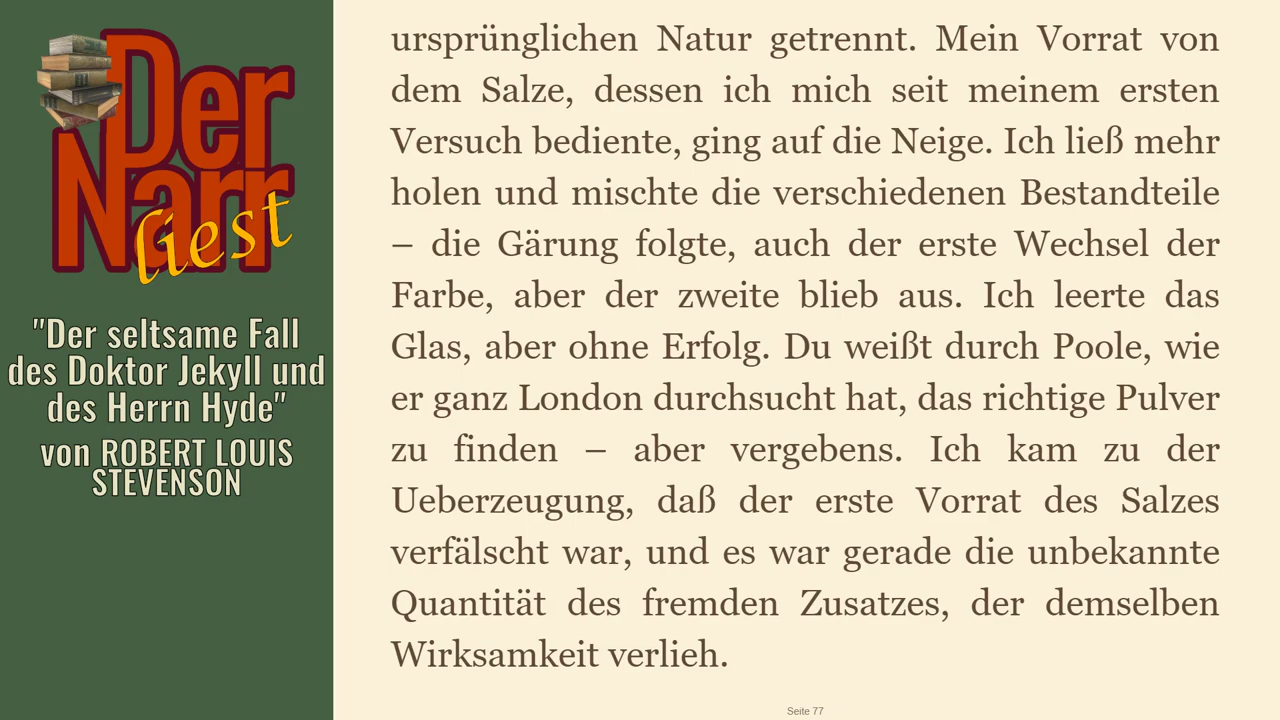 Der
Narr
liest
"Der seltsame Fall
des Doktor Jekyll und
des Herrn Hyde"
von ROBERT LOUIS
STEVENSON
ursprünglichen Natur getrennt. Mein Vorrat von
dem Salze, dessen ich mich seit meinem ersten
Versuch bediente, ging auf die Neige. Ich ließ mehr
holen und mischte die verschiedenen Bestandteile
– die Gärung folgte, auch der erste Wechsel der
Farbe, aber der zweite blieb aus. Ich leerte das
Glas, aber ohne Erfolg. Du weißt durch Poole, wie
er ganz London durchsucht hat, das richtige Pulver
zu finden – aber vergebens. Ich kam zu der
Ueberzeugung, daß der erste Vorrat des Salzes
verfälscht war, und es war gerade die unbekannte
Quantität des fremden Zusatzes, der demselben
Wirksamkeit verlieh.
Seite 77